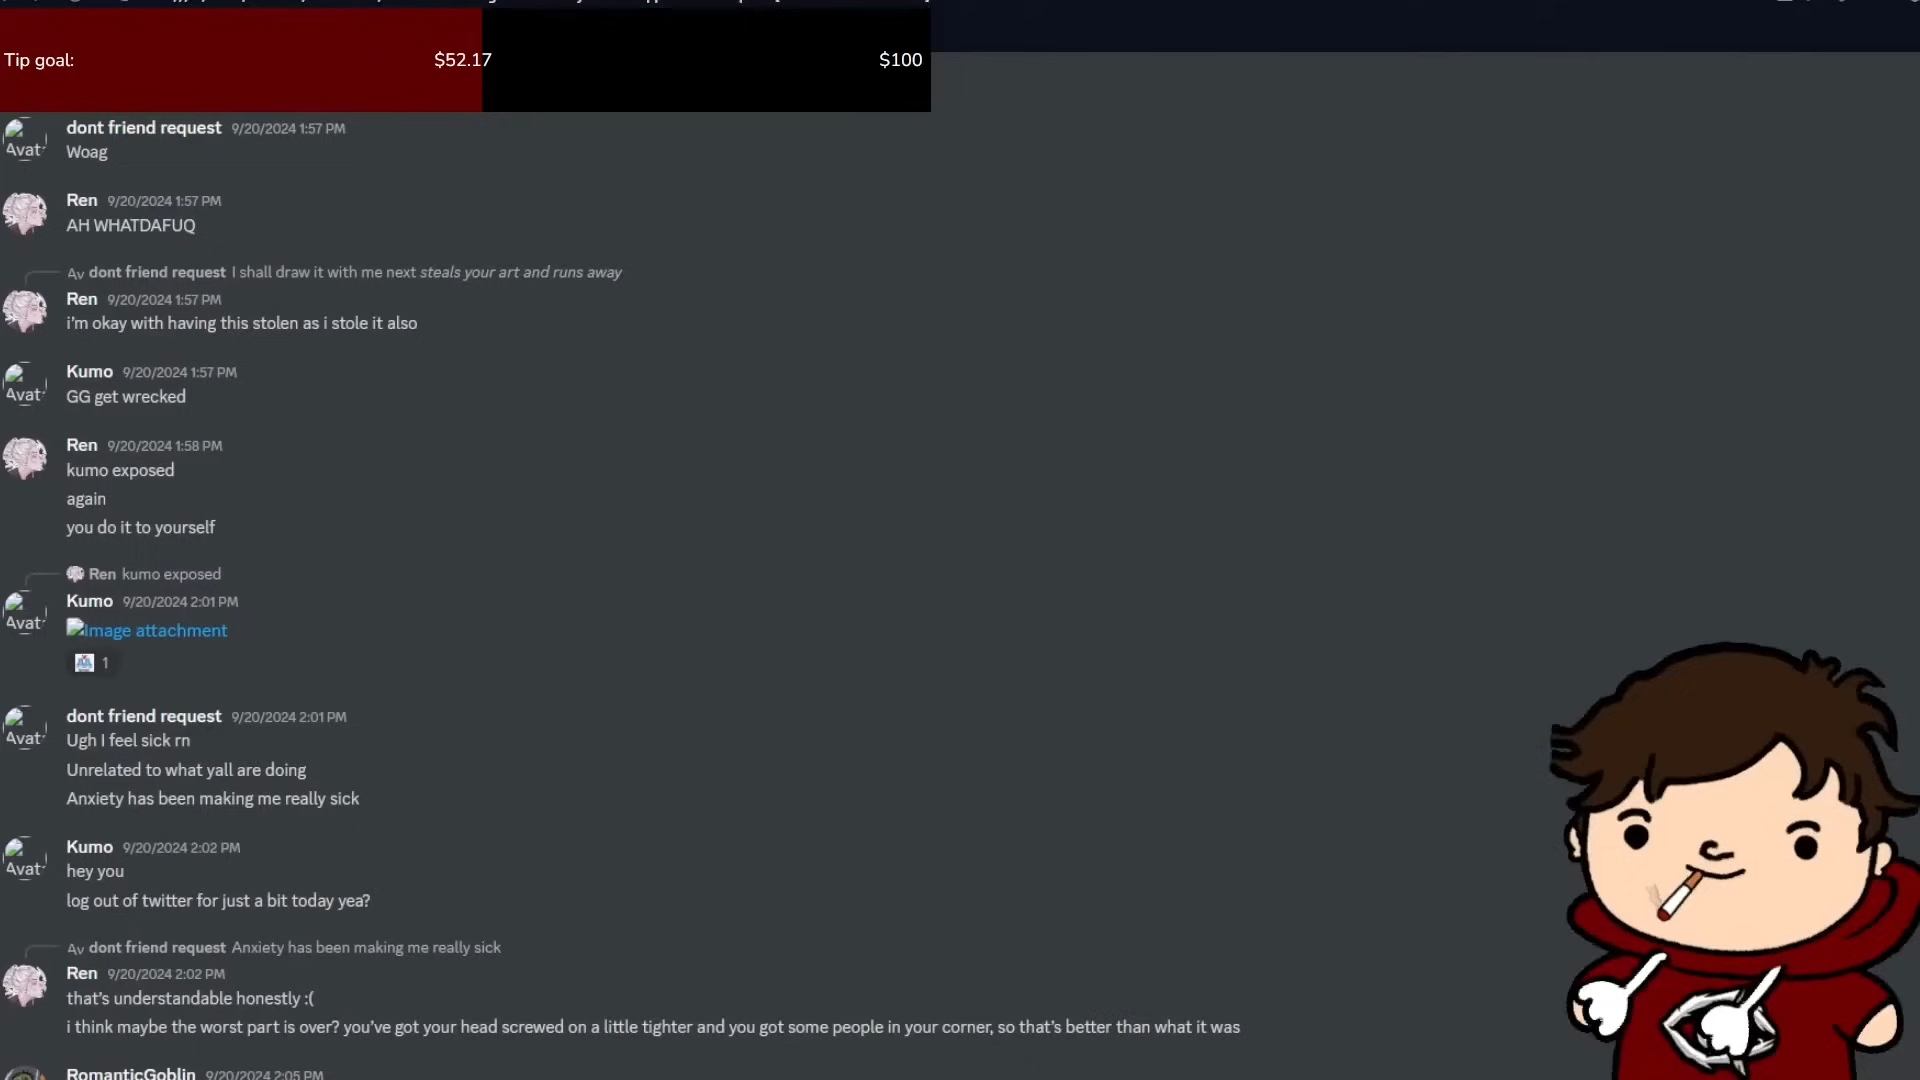 Tip goal: $52.17 $100
dont friend request 9/20/2024 1:57 PM
Avat
Woag
Ren 9/20/2024 1:57 PM
AH WHATDAFUQ
Av dont friend request I shall draw it with me next steals your art and runs away
Ren 9/20/2024 1:57 PM
i'm okay with having this stolen as i stole it also
Kumo 9/20/2024 1:57 PM
Avat
GG get wrecked
Ren 9/20/2024 1:58 PM
kumo exposed
again
you do it to yourself
Ren kumo exposed
Kumo 9/20/2024 2:01 PM
Avat
Image attachment
1
dont friend request 9/20/2024 2:01 PM
Avat
Ugh I feel sick rn
Unrelated to what yall are doing
Anxiety has been making me really sick
Kumo 9/20/2024 2:02 PM
Avat
hey you
log out of twitter for just a bit today yea?
Av dont friend request Anxiety has been making me really sick
Ren 9/20/2024 2:02 PM
that's understandable honestly :(
i think maybe the worst part is over? you've got your head screwed on a little tighter and you got some people in your corner, so that's better than what it was
RomanticGoblin 9/20/2024 2:05 PM